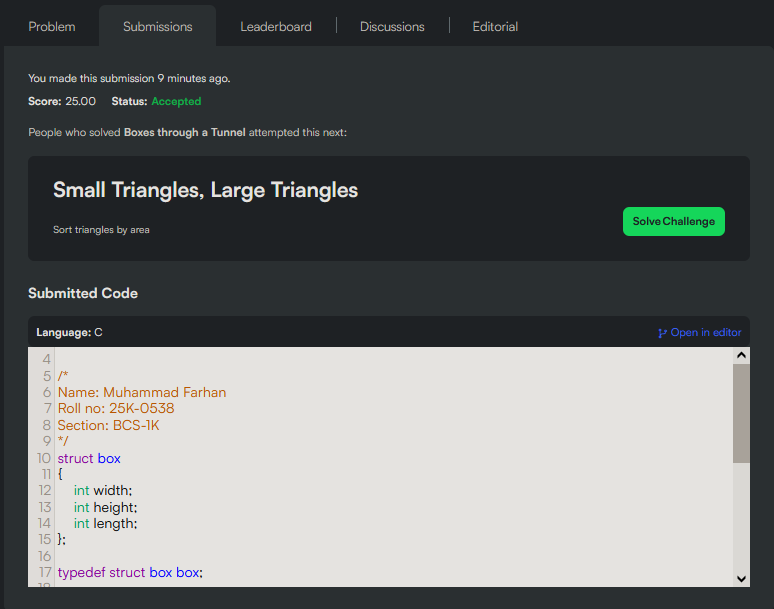 Problem Submissions Leaderboard Discussions Editorial
You made this submission 9 minutes ago.
Score: 25.00 Status: Accepted
People who solved Boxes through a Tunnel attempted this next:
Small Triangles, Large Triangles
Sort triangles by area
Solve Challenge
Submitted Code
Language: C
Open in editor
4
5 /*
6 Name: Muhammad Farhan
7 Roll no: 25K-0538
8 Section: BCS-1K
9 */
10 struct box
11 {
12 int width;
13 int height;
14 int length;
15 };
16
17 typedef struct box box;